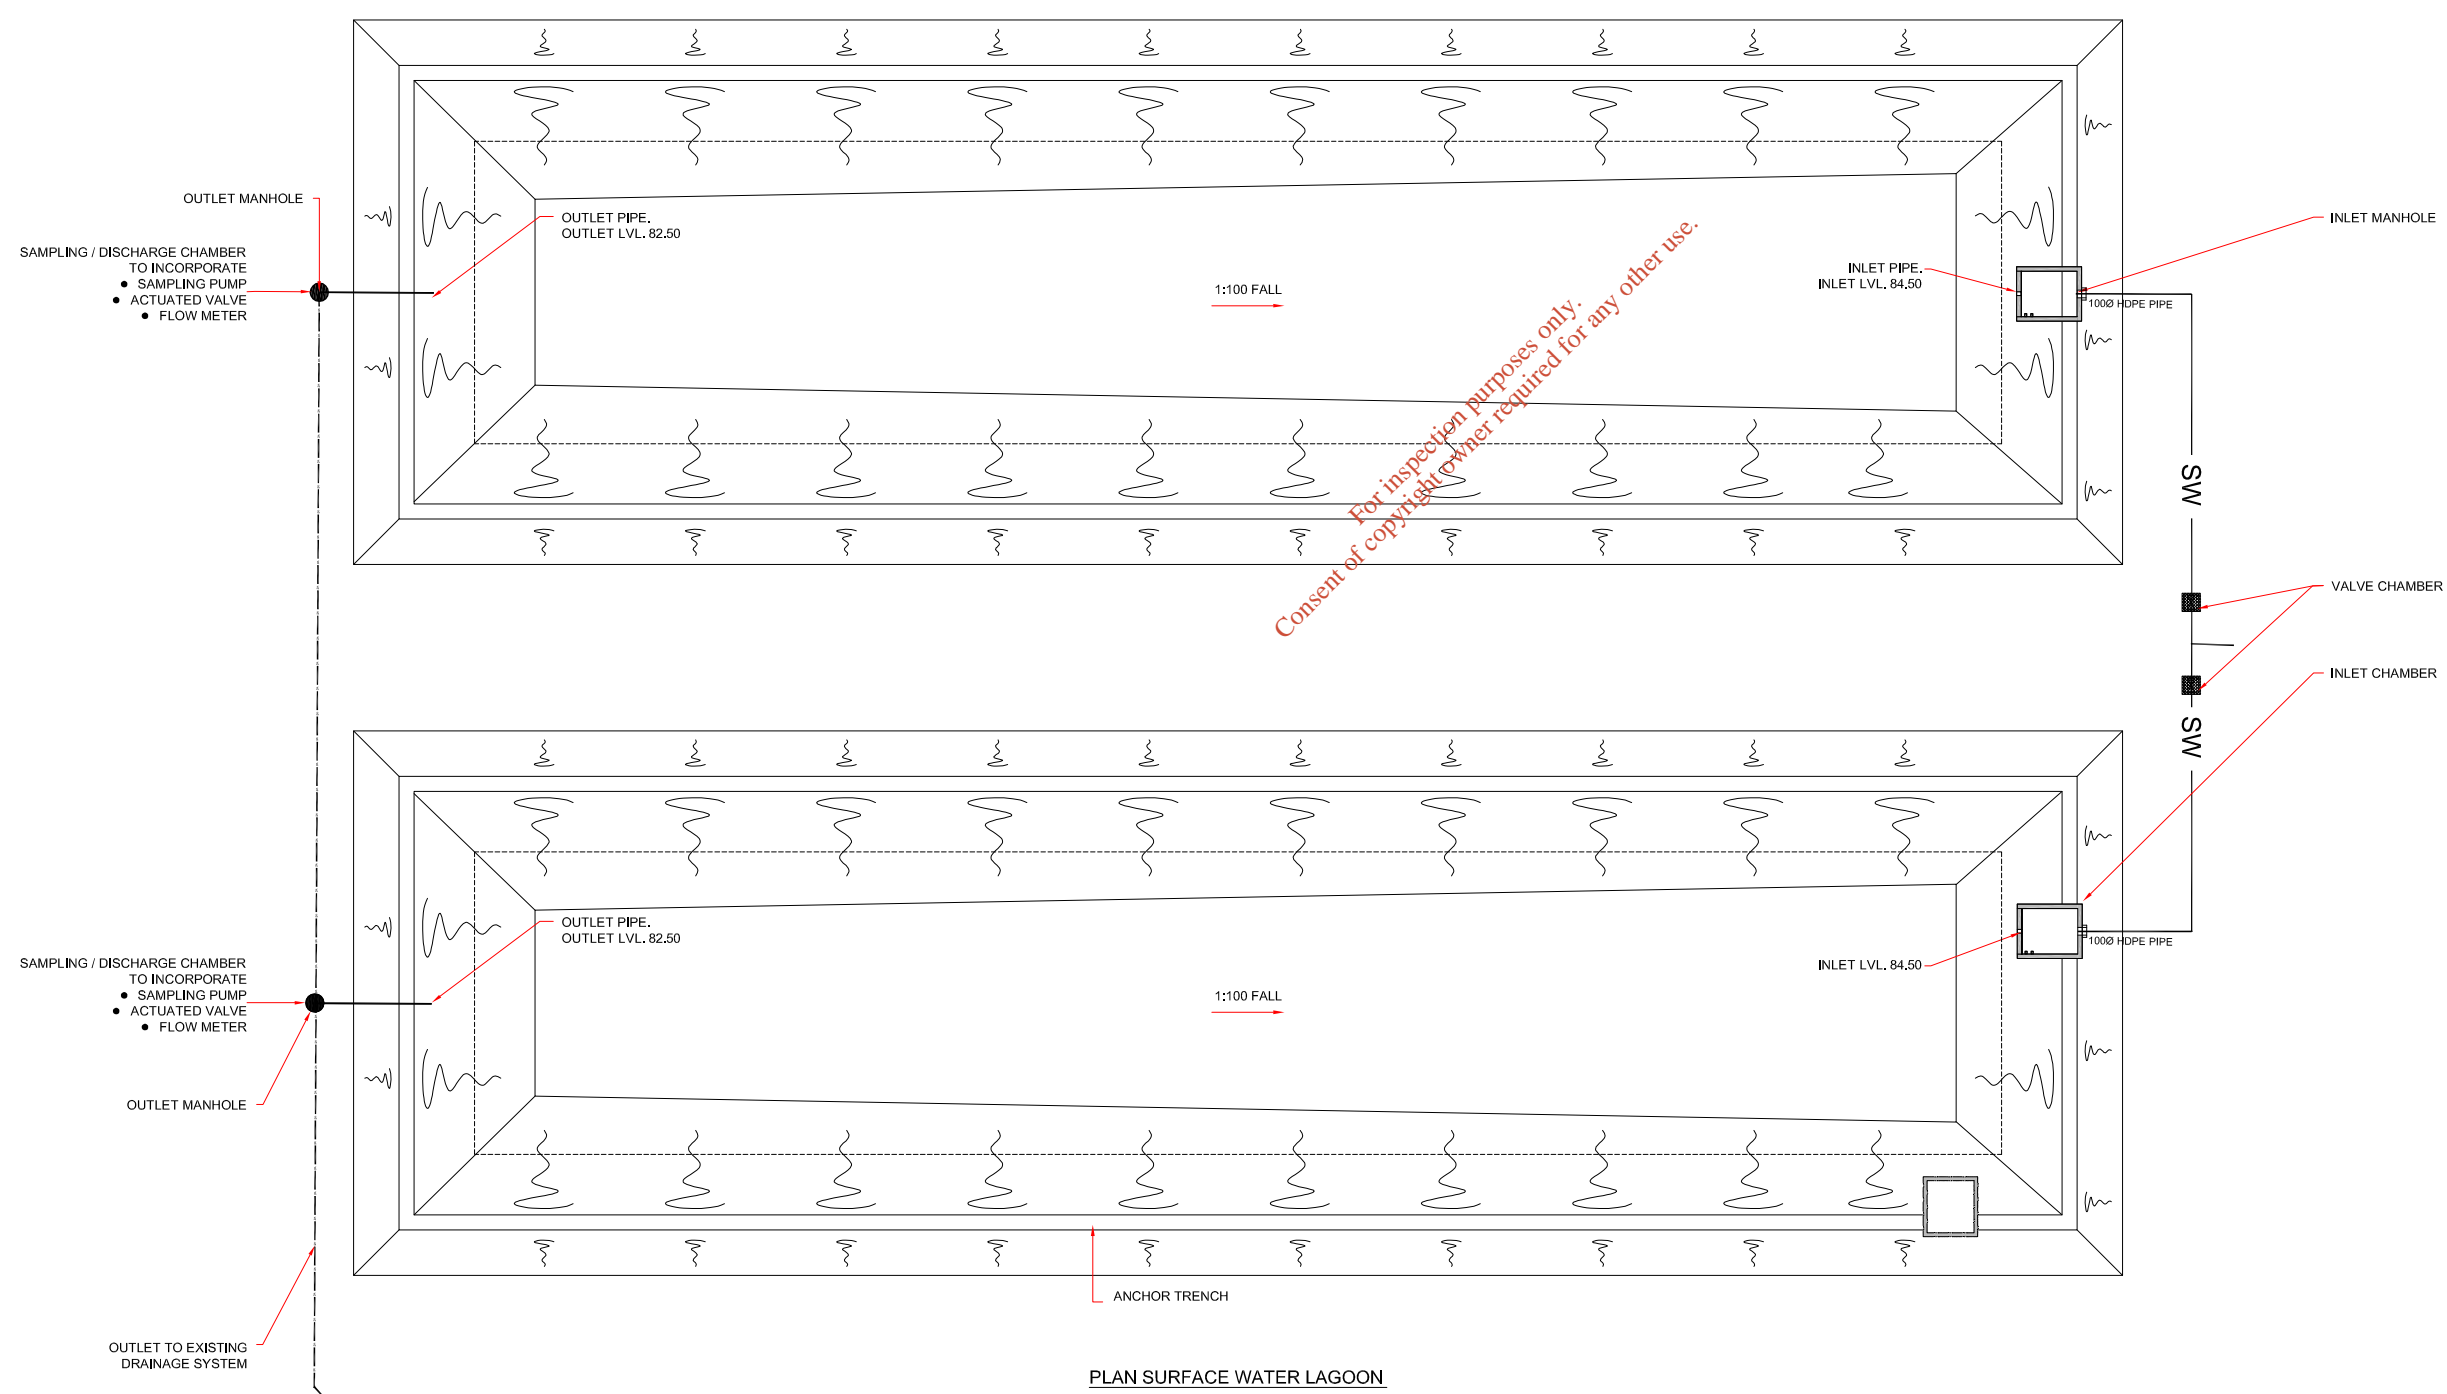 OUTLET MANHOLE
OUTLET PIPE.
OUTLET LVL. 82.50
INLET MANHOLE
SAMPLING / DISCHARGE CHAMBER
TO INCORPORATE
● SAMPLING PUMP
● ACTUATED VALVE
● FLOW METER
INLET PIPE.
INLET LVL. 84.50
1:100 FALL
100Ø HDPE PIPE
For inspection purposes only.
Consent of copyright owner required for any other use.
SW
VALVE CHAMBER
INLET CHAMBER
SW
OUTLET PIPE.
OUTLET LVL. 82.50
100Ø HDPE PIPE
SAMPLING / DISCHARGE CHAMBER
TO INCORPORATE
● SAMPLING PUMP
● ACTUATED VALVE
● FLOW METER
INLET LVL. 84.50
1:100 FALL
OUTLET MANHOLE
ANCHOR TRENCH
OUTLET TO EXISTING
DRAINAGE SYSTEM
PLAN SURFACE WATER LAGOON